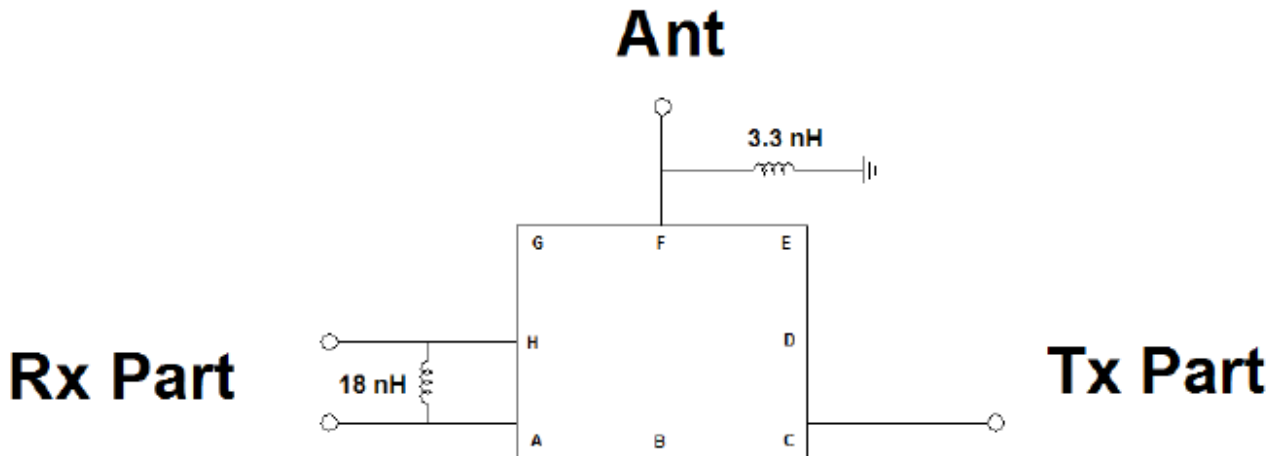 Ant
3.3 nH
G F E
H D
Rx Part
18 nH
Tx Part
A B C